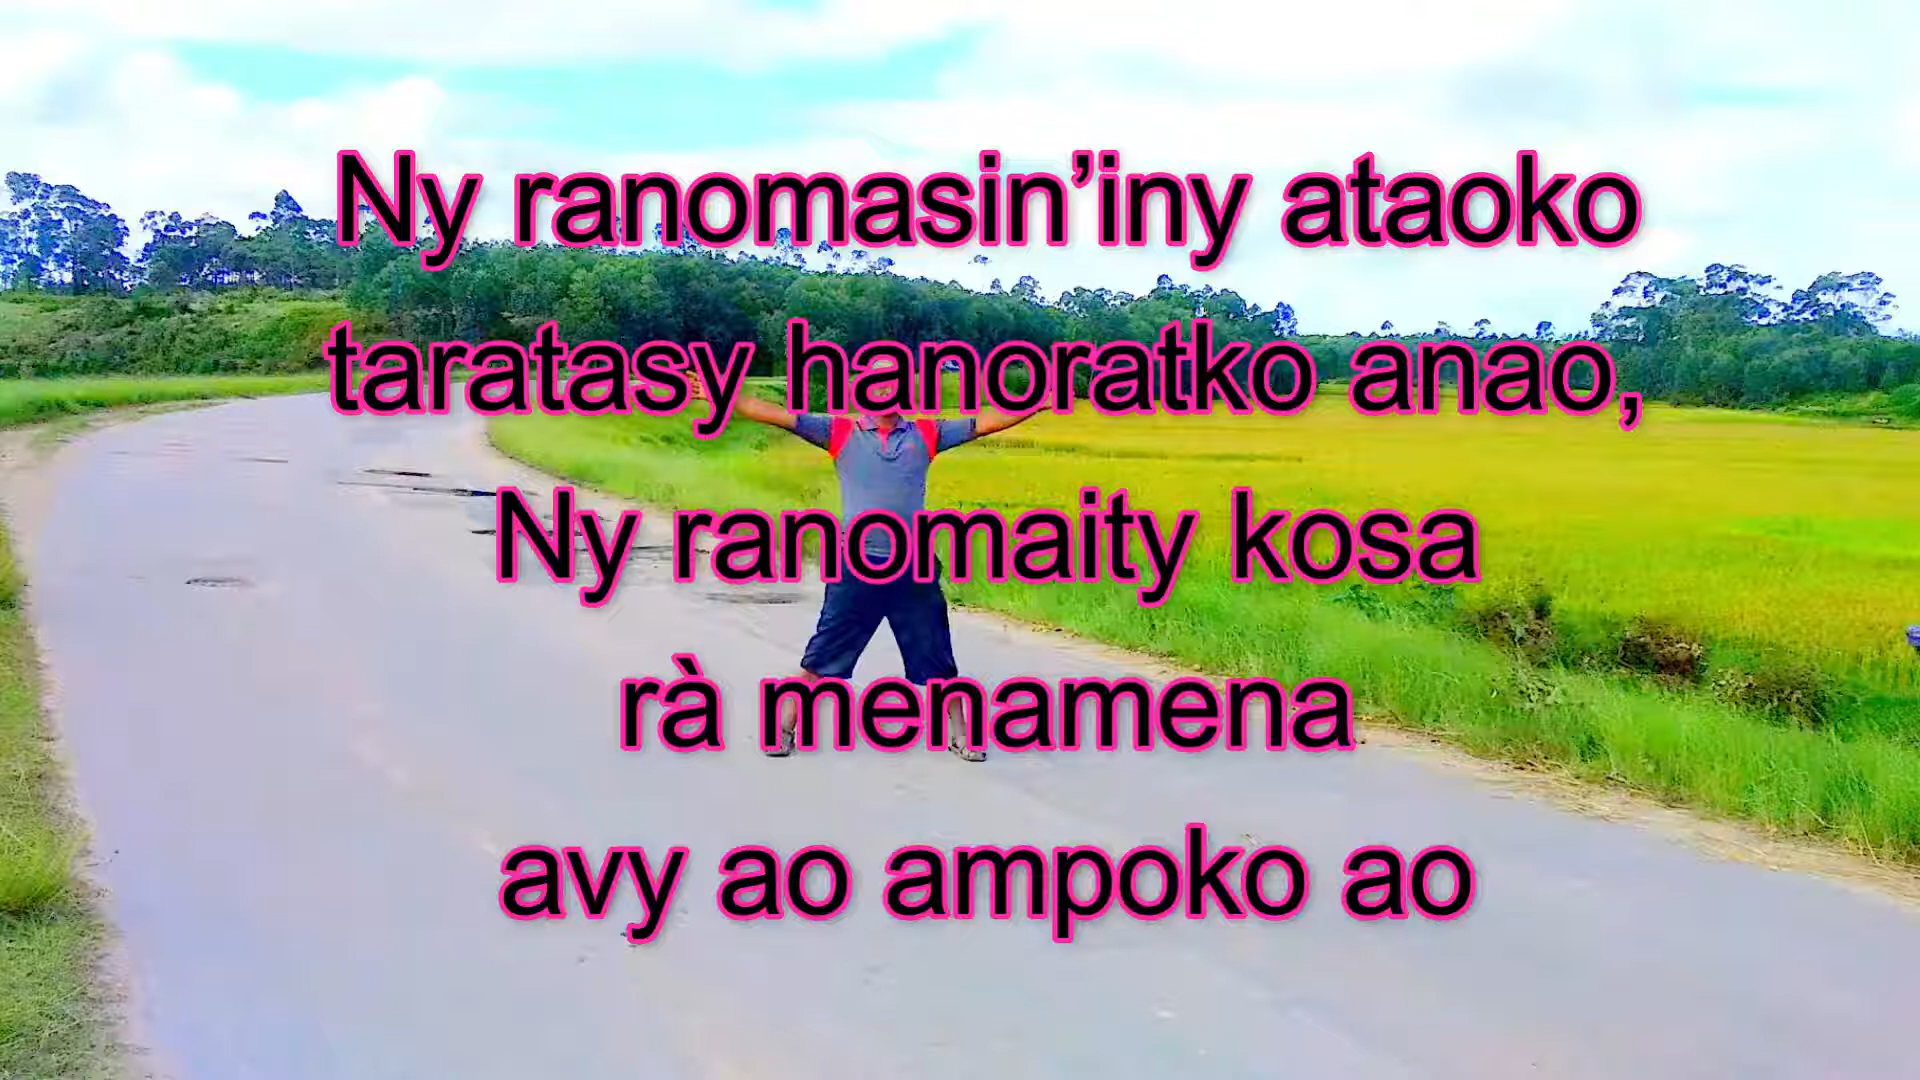 Ny ranomasin’iny ataoko
taratasy hanoratko anao,
Ny ranomaity kosa
rà menamena
avy ao ampoko ao